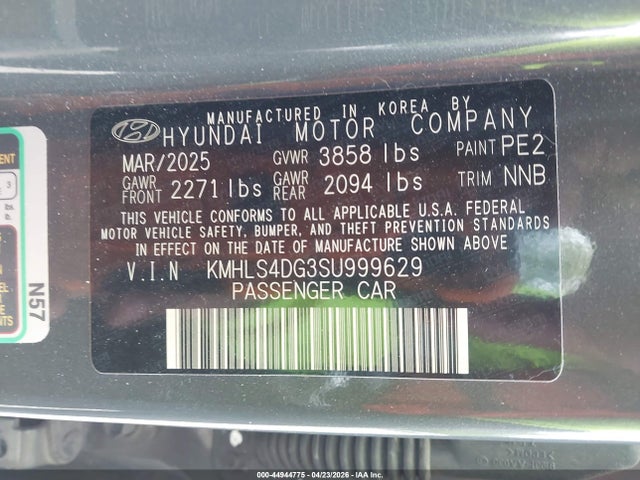 MANUFACTURED IN KOREA BY
HYUNDAI MOTOR COMPANY
MAR/2025 GVWR 3858 lbs PAINT PE2
GAWR FRONT 2271 lbs GAWR REAR 2094 lbs TRIM NNB
THIS VEHICLE CONFORMS TO ALL APPLICABLE U.S.A. FEDERAL
MOTOR VEHICLE SAFETY, BUMPER, AND THEFT PREVENTION STANDARDS
IN EFFECT ON THE DATE OF MANUFACTURE SHOWN ABOVE.
V.I.N KMHLS4DG3SU999629
PASSENGER CAR
N57
000-44944775 - 04/23/2026 - IAA Inc.